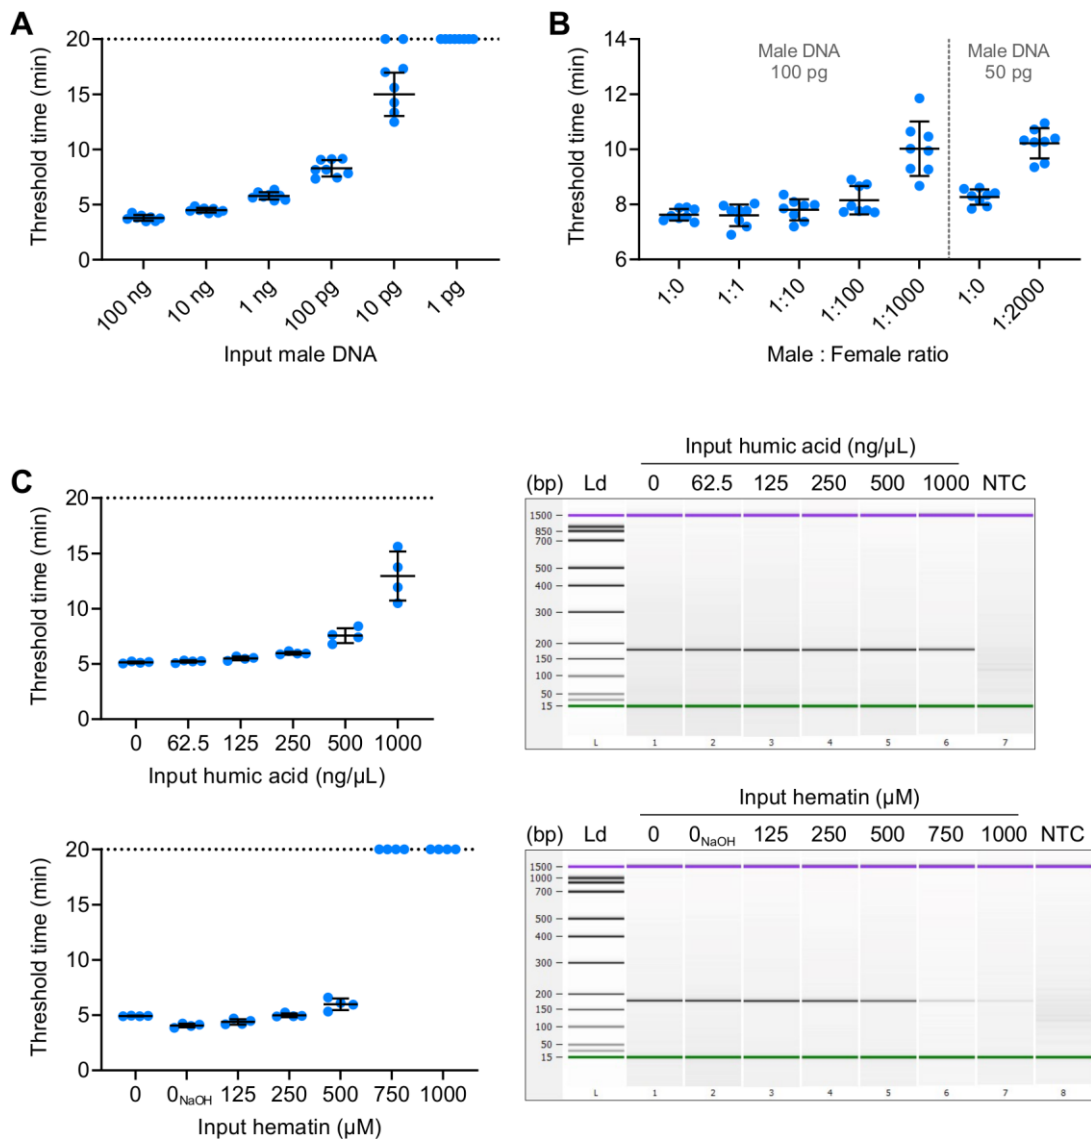 A
Threshold time (min)
20
15
10
5
0
100 ng 10 ng 1 ng 100 pg 10 pg 1 pg
Input male DNA
B
Threshold time (min)
14
12
10
8
6
Male DNA
100 pg
Male DNA
50 pg
1:0 1:1 1:10 1:100 1:1000 1:0 1:2000
Male : Female ratio
C
Threshold time (min)
20
15
10
5
0
0 62.5 125 250 500 1000
Input humic acid (ng/µL)
Input humic acid (ng/µL)
(bp) Ld 0 62.5 125 250 500 1000 NTC
1500
850
700
500
400
300
200
150
100
50
15
L 1 2 3 4 5 6 7
Threshold time (min)
20
15
10
5
0
0 0NaOH 125 250 500 750 1000
Input hematin (µM)
Input hematin (µM)
(bp) Ld 0 0NaOH 125 250 500 750 1000 NTC
1500
1000
700
500
400
300
200
150
100
50
15
L 1 2 3 4 5 6 7 8